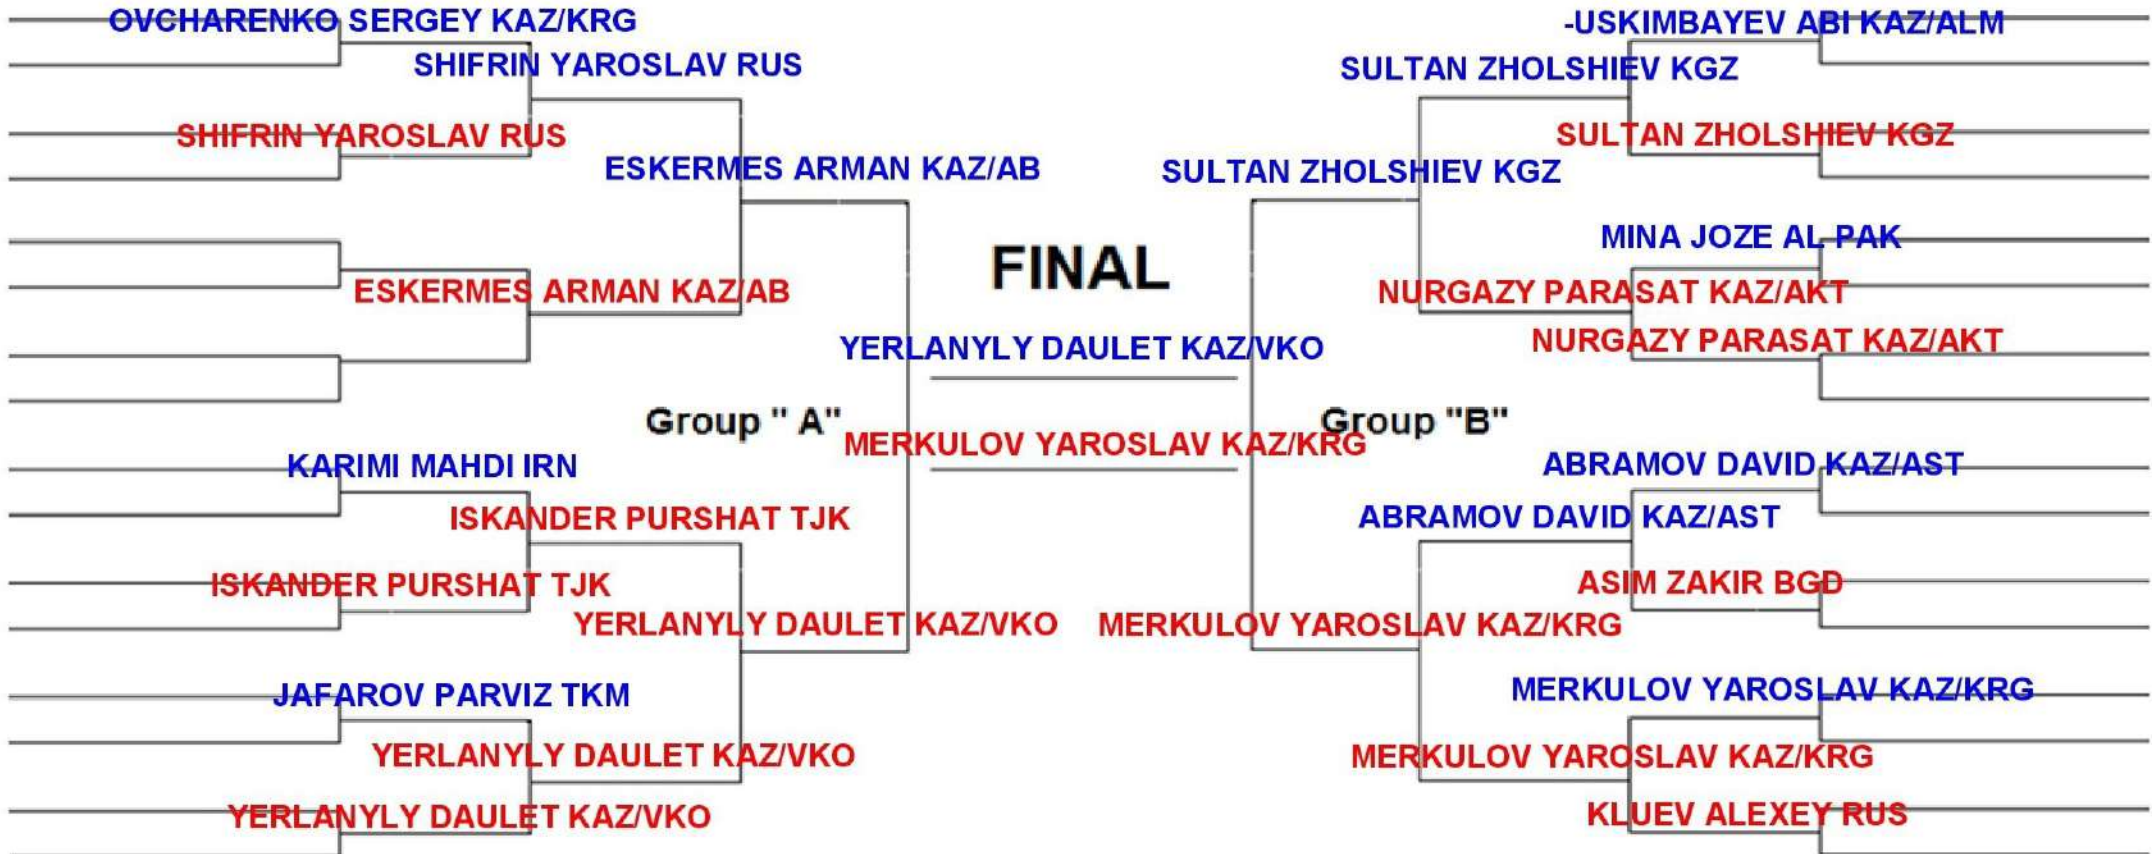 OVCHARENKO SERGEY KAZ/KRG
-USKIMBAYEV ABI KAZ/ALM
SHIFRIN YAROSLAV RUS
SULTAN ZHOLSHIEV KGZ
SHIFRIN YAROSLAV RUS
SULTAN ZHOLSHIEV KGZ
ESKERMES ARMAN KAZ/AB
SULTAN ZHOLSHIEV KGZ
MINA JOZE AL PAK
FINAL
ESKERMES ARMAN KAZ/AB
NURGAZY PARASAT KAZ/AKT
NURGAZY PARASAT KAZ/AKT
YERLANYLY DAULET KAZ/VKO
Group " A"
Group "B"
MERKULOV YAROSLAV KAZ/KRG
KARIMI MAHDI IRN
ABRAMOV DAVID KAZ/AST
ISKANDER PURSHAT TJK
ABRAMOV DAVID KAZ/AST
ISKANDER PURSHAT TJK
ASIM ZAKIR BGD
YERLANYLY DAULET KAZ/VKO
MERKULOV YAROSLAV KAZ/KRG
JAFAROV PARVIZ TKM
MERKULOV YAROSLAV KAZ/KRG
YERLANYLY DAULET KAZ/VKO
MERKULOV YAROSLAV KAZ/KRG
YERLANYLY DAULET KAZ/VKO
KLUEV ALEXEY RUS